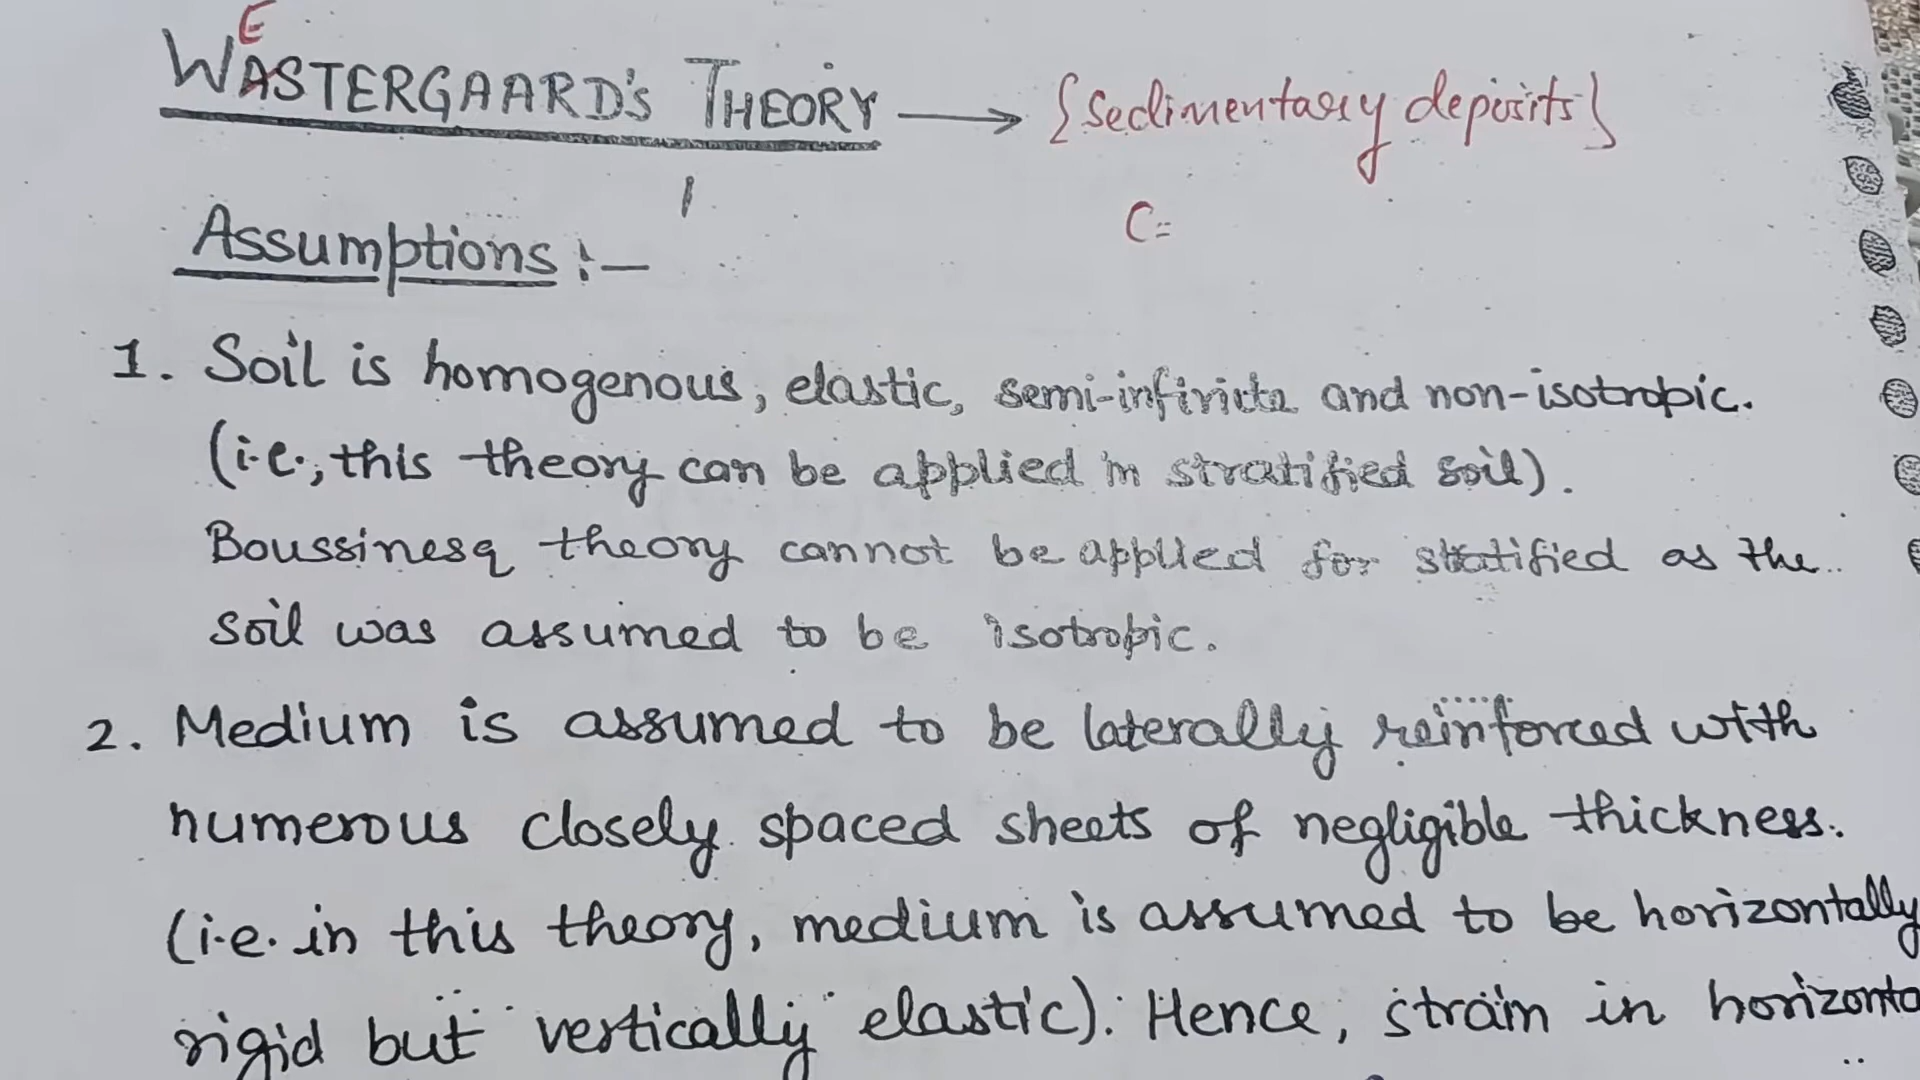 WESTERGAARD'S THEORY → {Sedimentary deposits}
C=
Assumptions :-
1. Soil is homogenous, elastic, semi-infinite and non-isotropic.
(i.e., this theory can be applied in stratified soil).
Boussinesq theory cannot be applied for statified as the
soil was assumed to be isotropic.
2. Medium is assumed to be laterally reinforced with
numerous closely spaced sheets of negligible thickness.
(i.e. in this theory, medium is assumed to be horizontally
rigid but vertically elastic). Hence, strain in horizonta